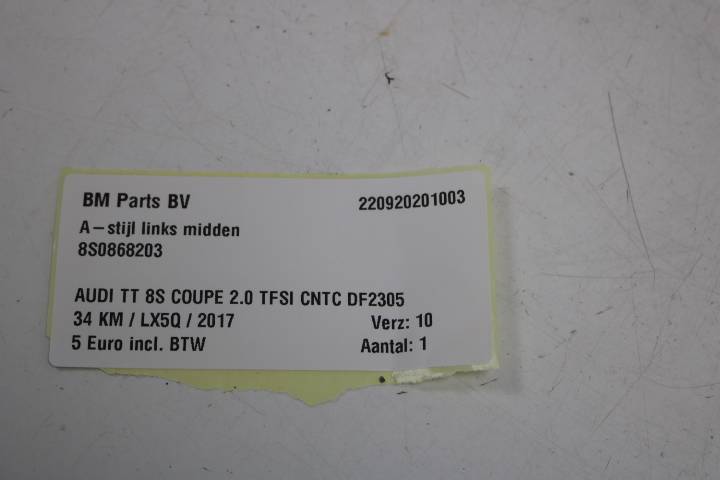 BM Parts BV 220920201003
A-stijl links midden
8S0868203
AUDI TT 8S COUPE 2.0 TFSI CNTC DF2305
34 KM / LX5Q / 2017 Verz: 10
5 Euro incl. BTW Aantal: 1